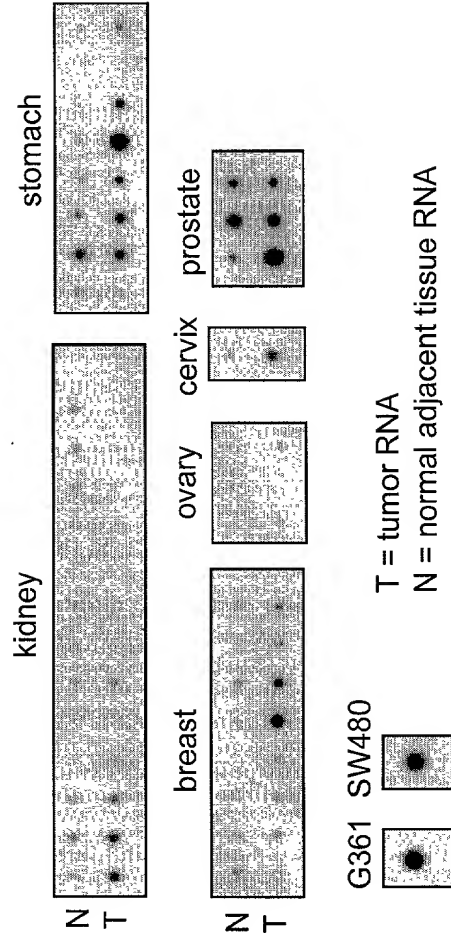 kidney stomach
N
T
breast ovary cervix prostate
N
T
G361 SW480
T = tumor RNA
N = normal adjacent tissue RNA